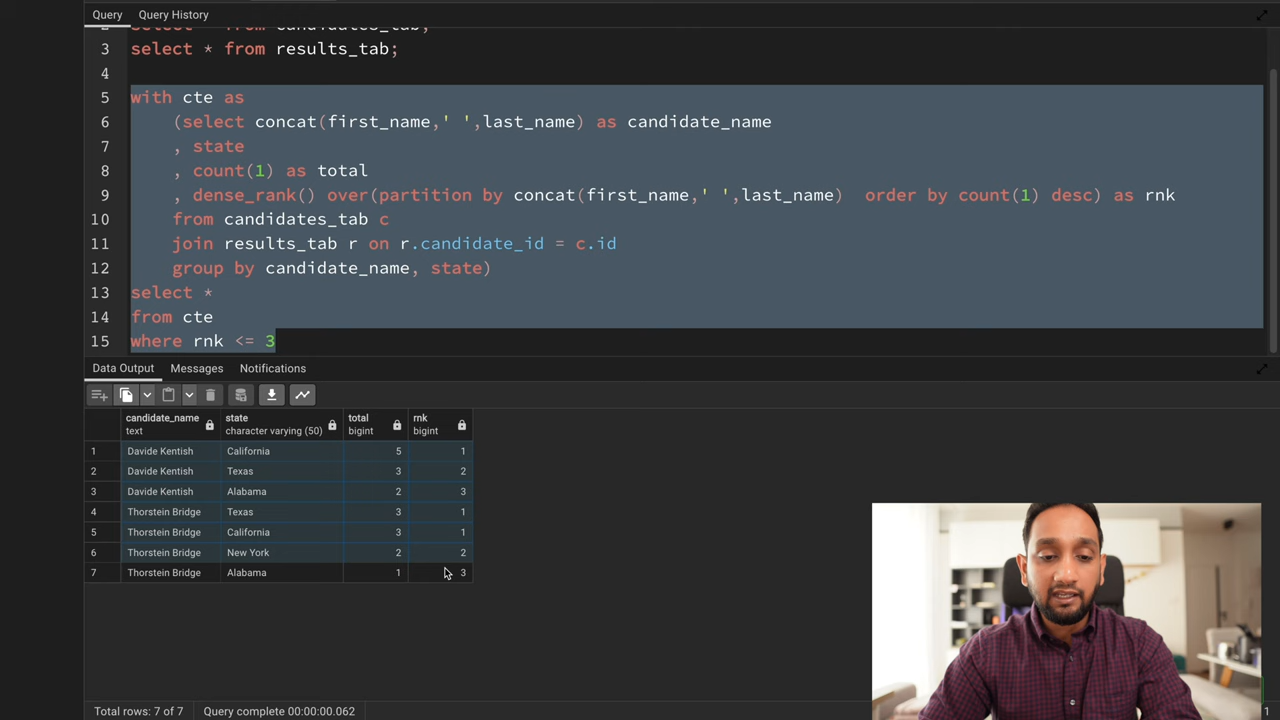 Query Query History
2 select * from candidates_tab;
3 select * from results_tab;
4
5 with cte as
6 (select concat(first_name,' ',last_name) as candidate_name
7 , state
8 , count(1) as total
9 , dense_rank() over(partition by concat(first_name,' ',last_name)  order by count(1) desc) as rnk
10 from candidates_tab c
11 join results_tab r on r.candidate_id = c.id
12 group by candidate_name, state)
13 select *
14 from cte
15 where rnk <= 3
Data Output Messages Notifications
candidate_name state total rnk
text character varying (50) bigint bigint
1 Davide Kentish California 5 1
2 Davide Kentish Texas 3 2
3 Davide Kentish Alabama 2 3
4 Thorstein Bridge Texas 3 1
5 Thorstein Bridge California 3 1
6 Thorstein Bridge New York 2 2
7 Thorstein Bridge Alabama 1 3
Total rows: 7 of 7 Query complete 00:00:00.062 1